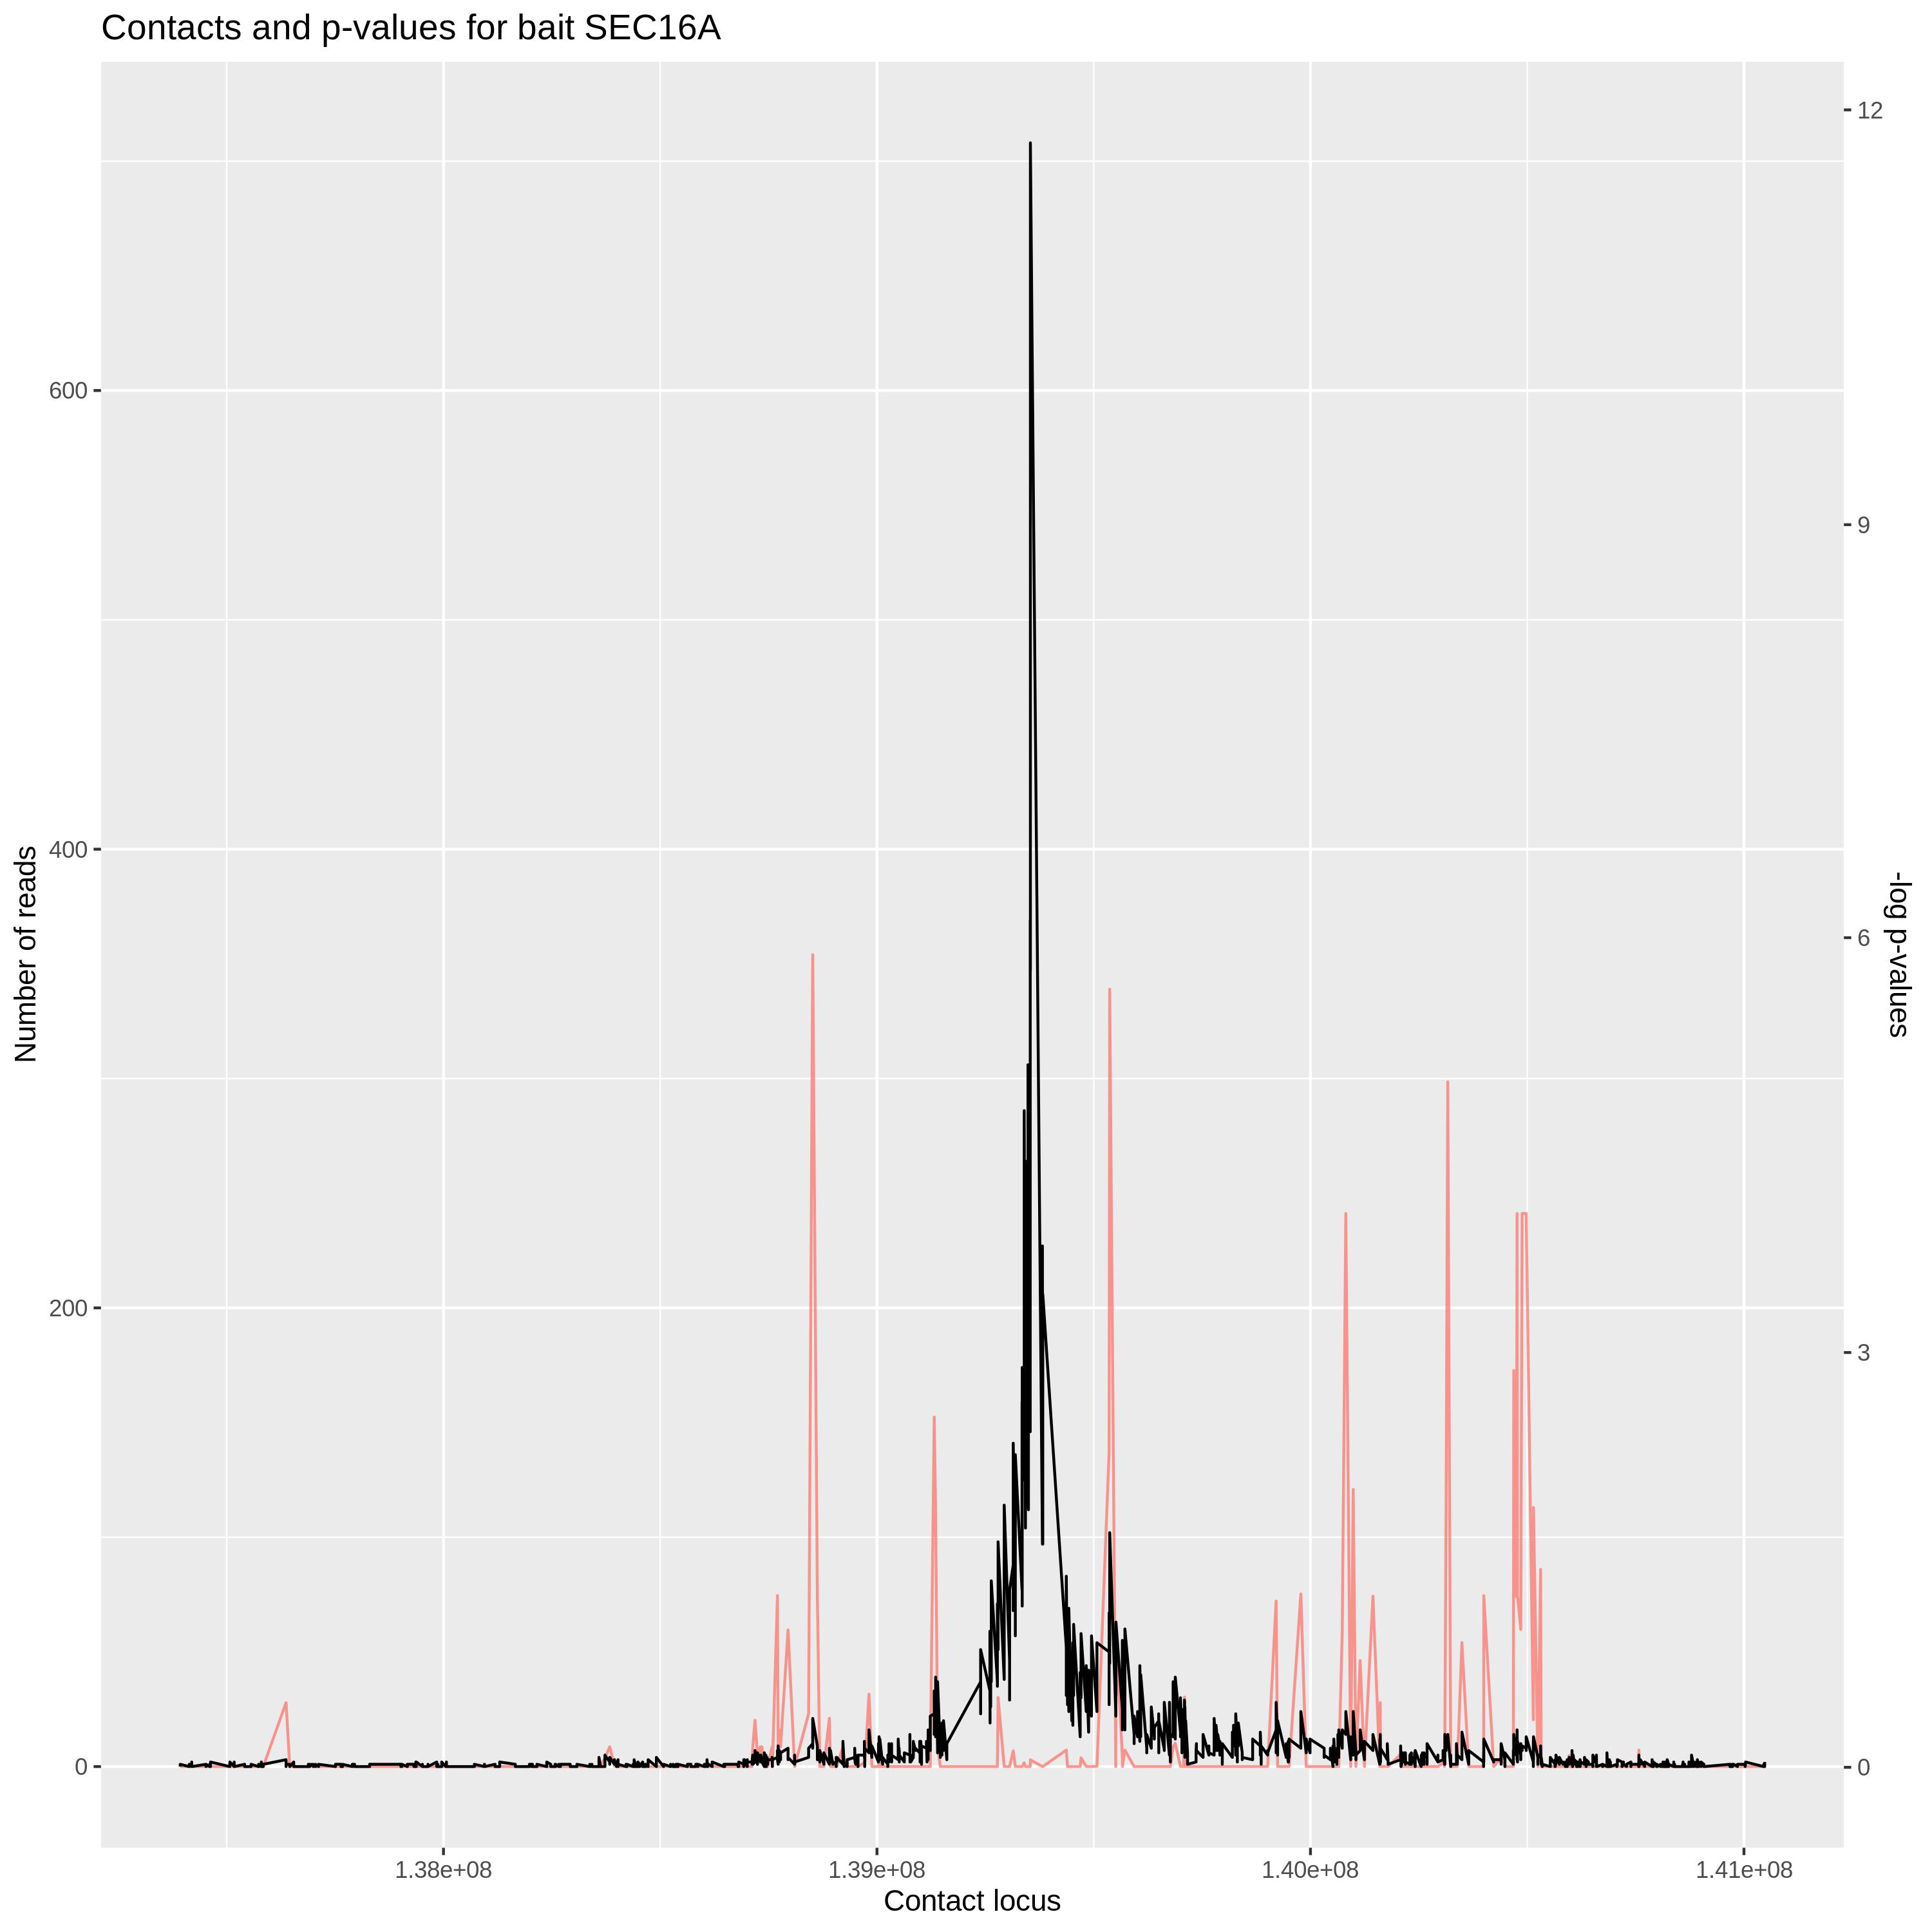 Contacts and p-values for bait SEC16A
12
600
9
400
6
Number of reads
-log p-values
200
3
0
0
1.38e+08
1.39e+08
1.40e+08
1.41e+08
Contact locus